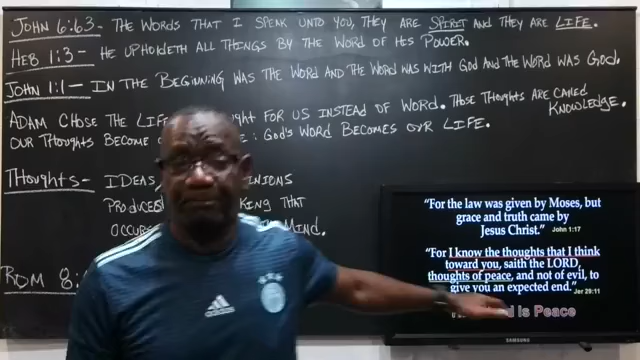 JOHN 6:63- THE WORDS THAT I SPEAK UNTO YOU, THEY ARE SPIRIT AND THEY ARE LIFE.
HEB 1:3- HE UPHOLDETH ALL THINGS BY THE WORD OF HIS POWER.
JOHN 1:1- IN THE BEGINNING WAS THE WORD AND THE WORD WAS WITH GOD AND THE WORD WAS GOD.
ADAM CHOSE THE LIFE FOR US INSTEAD OF WORD. THOSE THOUGHTS ARE CALLED KNOWLEDGE.
OUR THOUGHTS BECOME : GOD'S WORD BECOMES OUR LIFE.
THOUGHTS- IDEAS
THAT
MIND.
ROM 8:
"For the law was given by Moses, but
grace and truth came by
Jesus Christ." John 1:17
"For I know the thoughts that I think
toward you, saith the LORD,
thoughts of peace, and not of evil, to
give you an expected end." Jer 29:11
is Peace
SAMSUNG
adidas